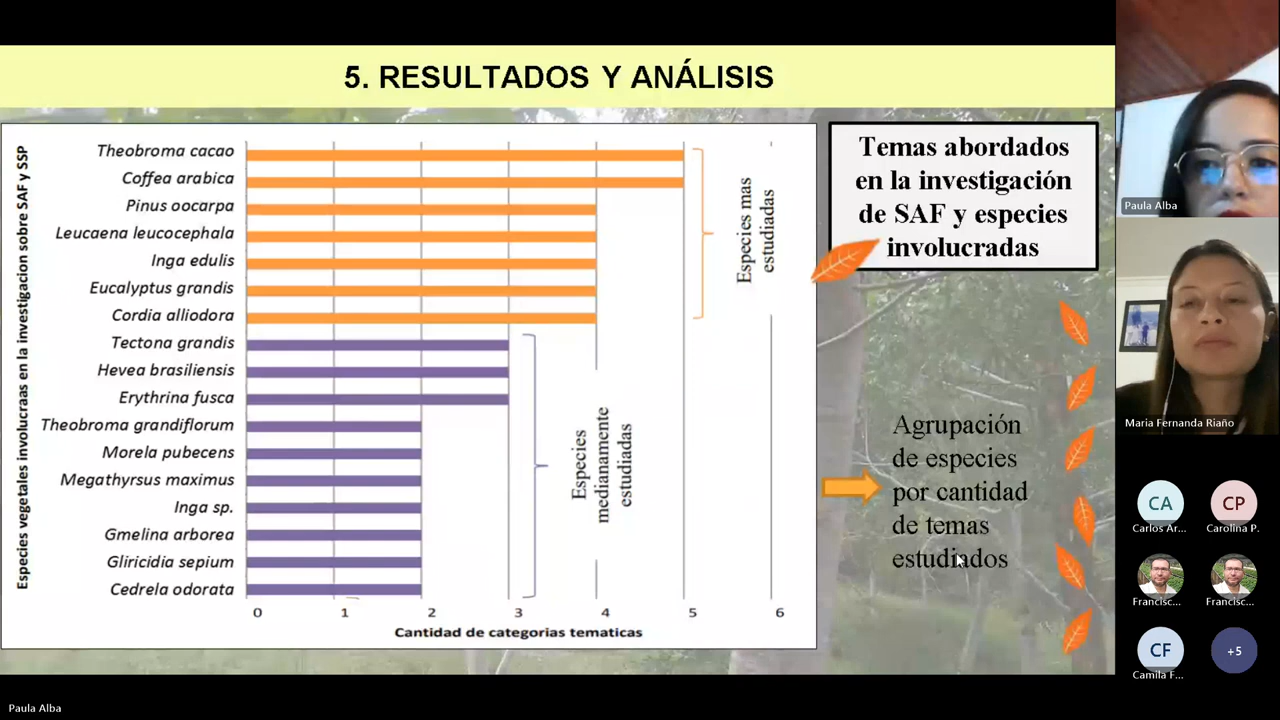 5. RESULTADOS Y ANÁLISIS
Especies vegetales involucraas en la investigacion sobre SAF y SSP
Theobroma cacao
Coffea arabica
Pinus oocarpa
Leucaena leucocephala
Inga edulis
Eucalyptus grandis
Cordia alliodora
Tectona grandis
Hevea brasiliensis
Erythrina fusca
Theobroma grandiflorum
Morela pubecens
Megathyrsus maximus
Inga sp.
Gmelina arborea
Gliricidia sepium
Cedrela odorata
0 1 2 3 4 5 6
Cantidad de categorias tematicas
Especies mas
estudiadas
Especies
medianamente
estudiadas
Temas abordados
en la investigación
de SAF y especies
involucradas
Agrupación
de especies
por cantidad
de temas
estudiados
Paula Alba
Maria Fernanda Riaño
CA
Carlos Ar...
CP
Carolina P.
Francisc...
Francisc...
CF
Camila F...
+5
Paula Alba